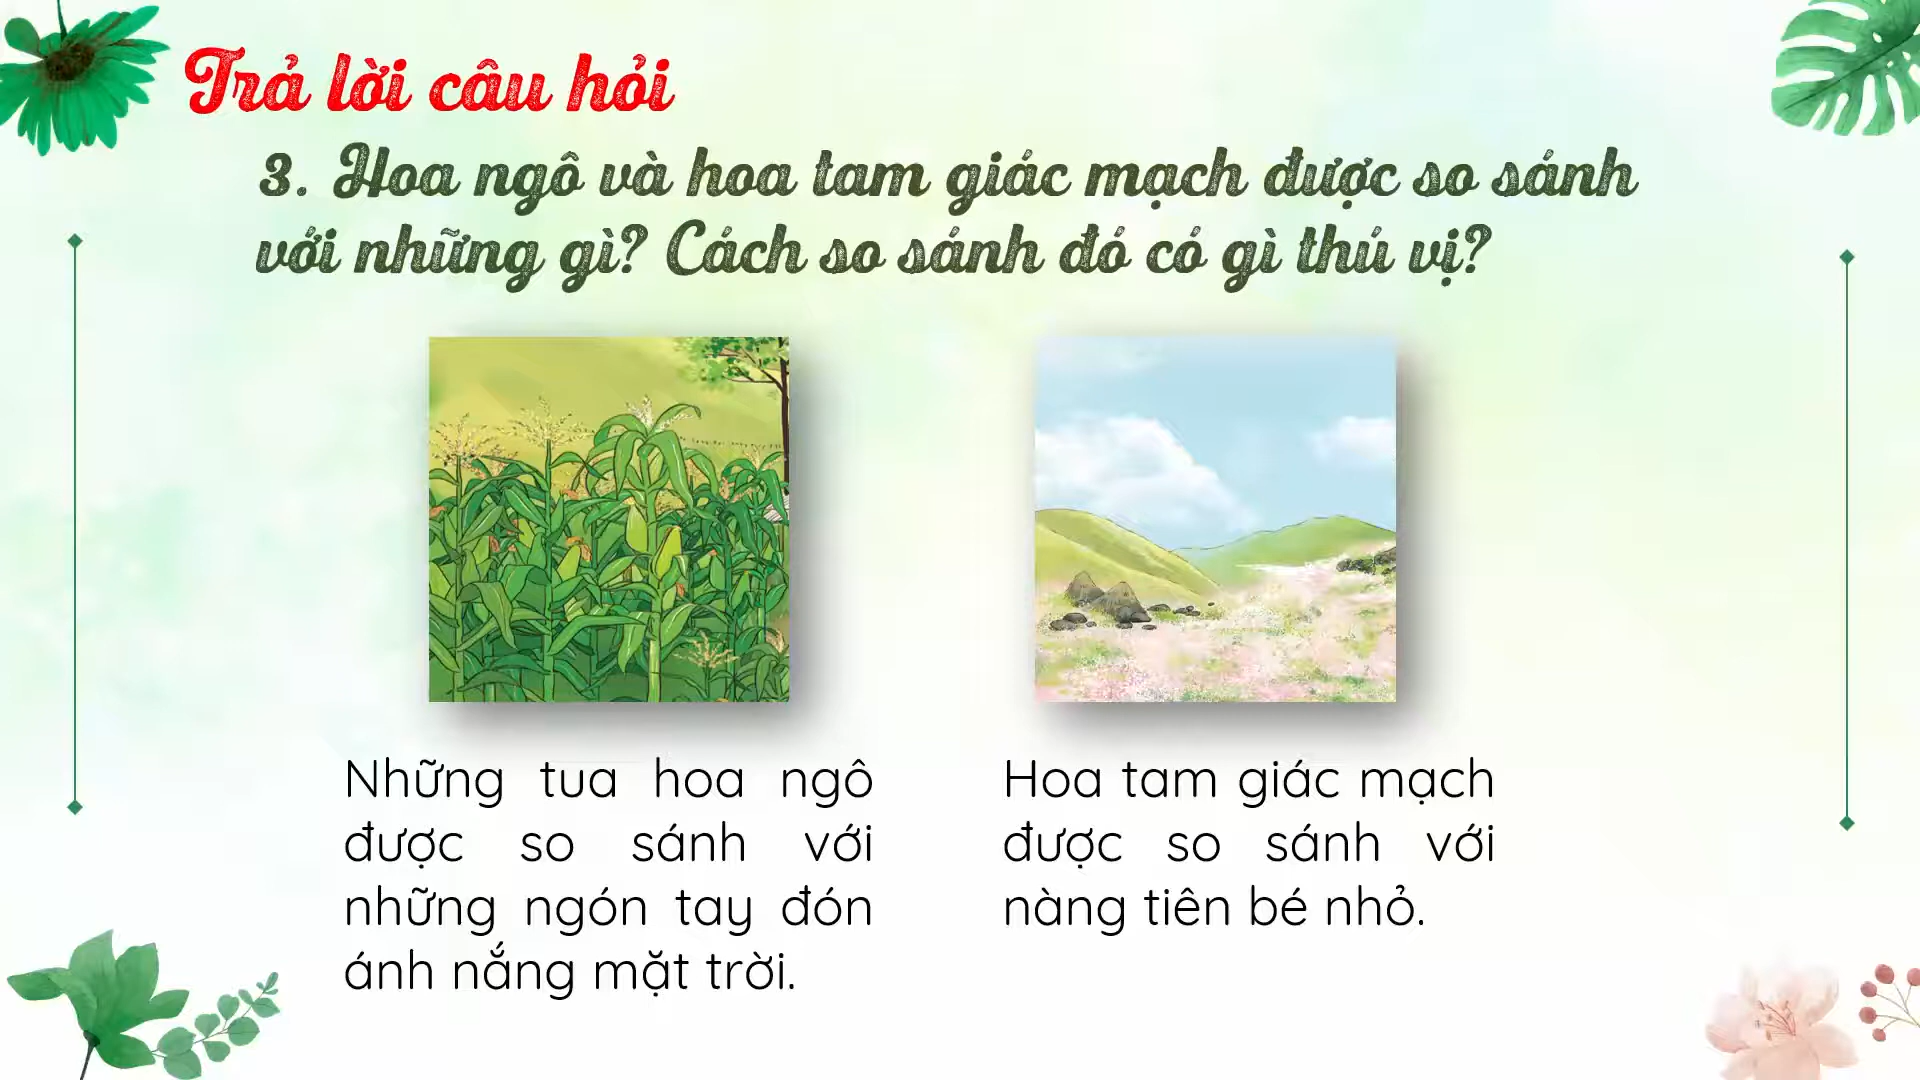 Trả lời câu hỏi
3. Hoa ngô và hoa tam giác mạch được so sánh
với những gì? Cách so sánh đó có gì thú vị?
Những tua hoa ngô
được so sánh với
những ngón tay đón
ánh nắng mặt trời.
Hoa tam giác mạch
được so sánh với
nàng tiên bé nhỏ.